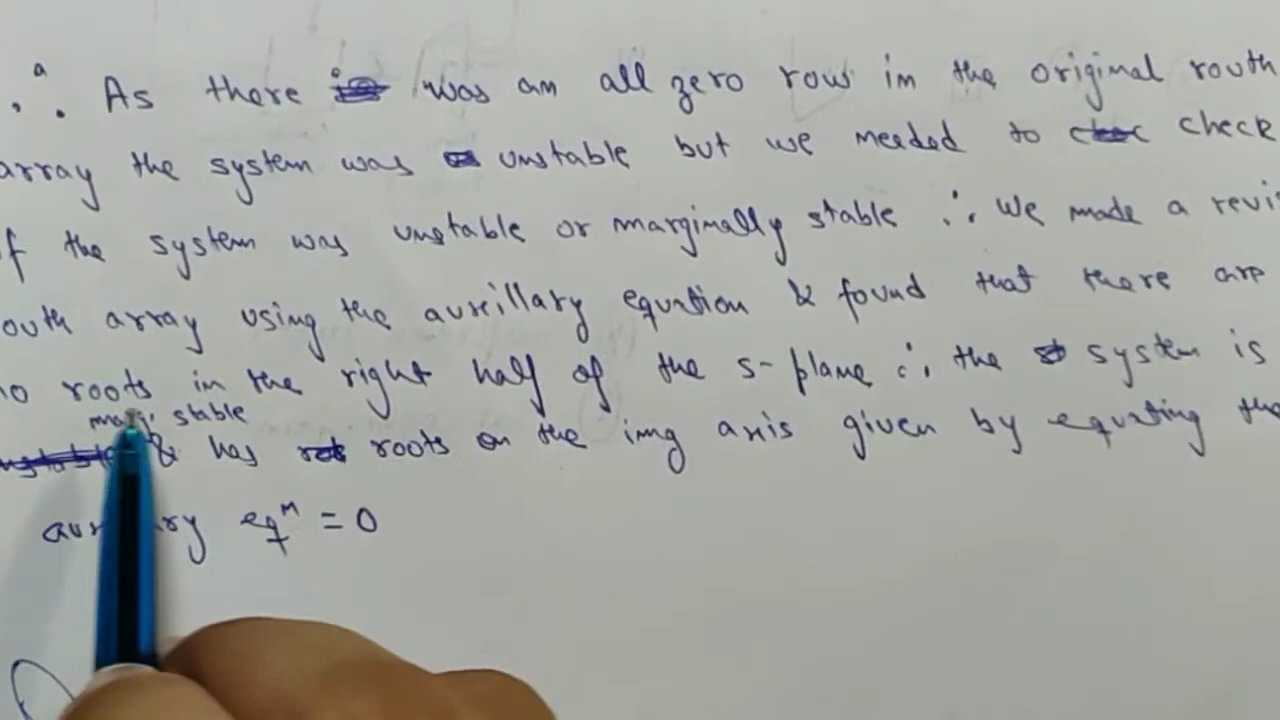 ∴ As there was an all zero row in the original routh
array the system was unstable but we needed to check
if the system was unstable or marginally stable ∴ We made a revi
outh array using the auxillary equation & found that there are
no roots in the right half of the s-plane ∴ the system is
marg. stable
& has roots on the img axis given by equating the
eqⁿ = 0